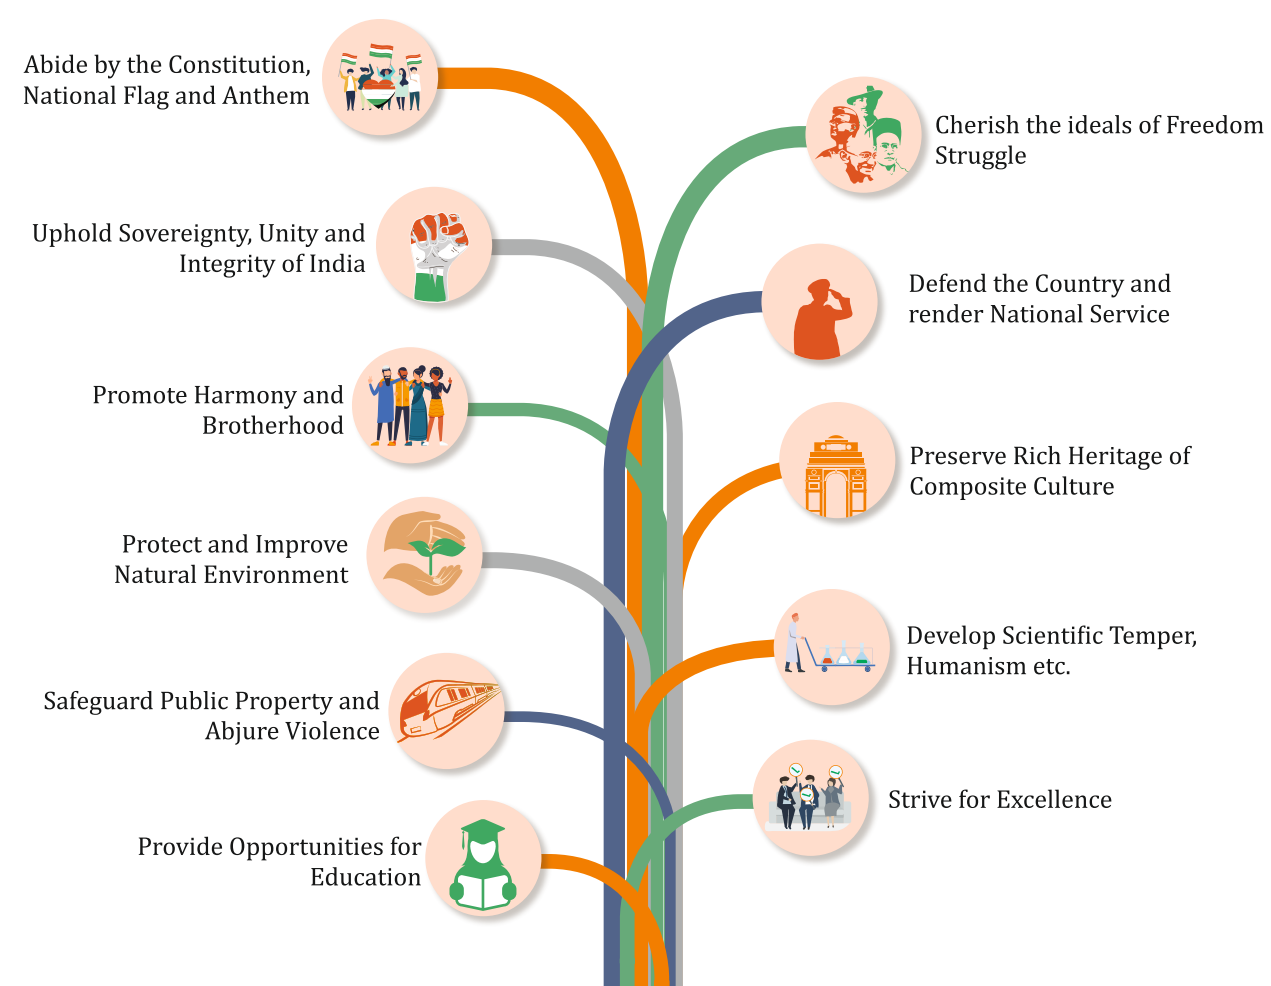 Abide by the Constitution,
National Flag and Anthem
Cherish the ideals of Freedom
Struggle
Uphold Sovereignty, Unity and
Integrity of India
Defend the Country and
render National Service
Promote Harmony and
Brotherhood
Preserve Rich Heritage of
Composite Culture
Protect and Improve
Natural Environment
Develop Scientific Temper,
Humanism etc.
Safeguard Public Property and
Abjure Violence
Strive for Excellence
Provide Opportunities for
Education